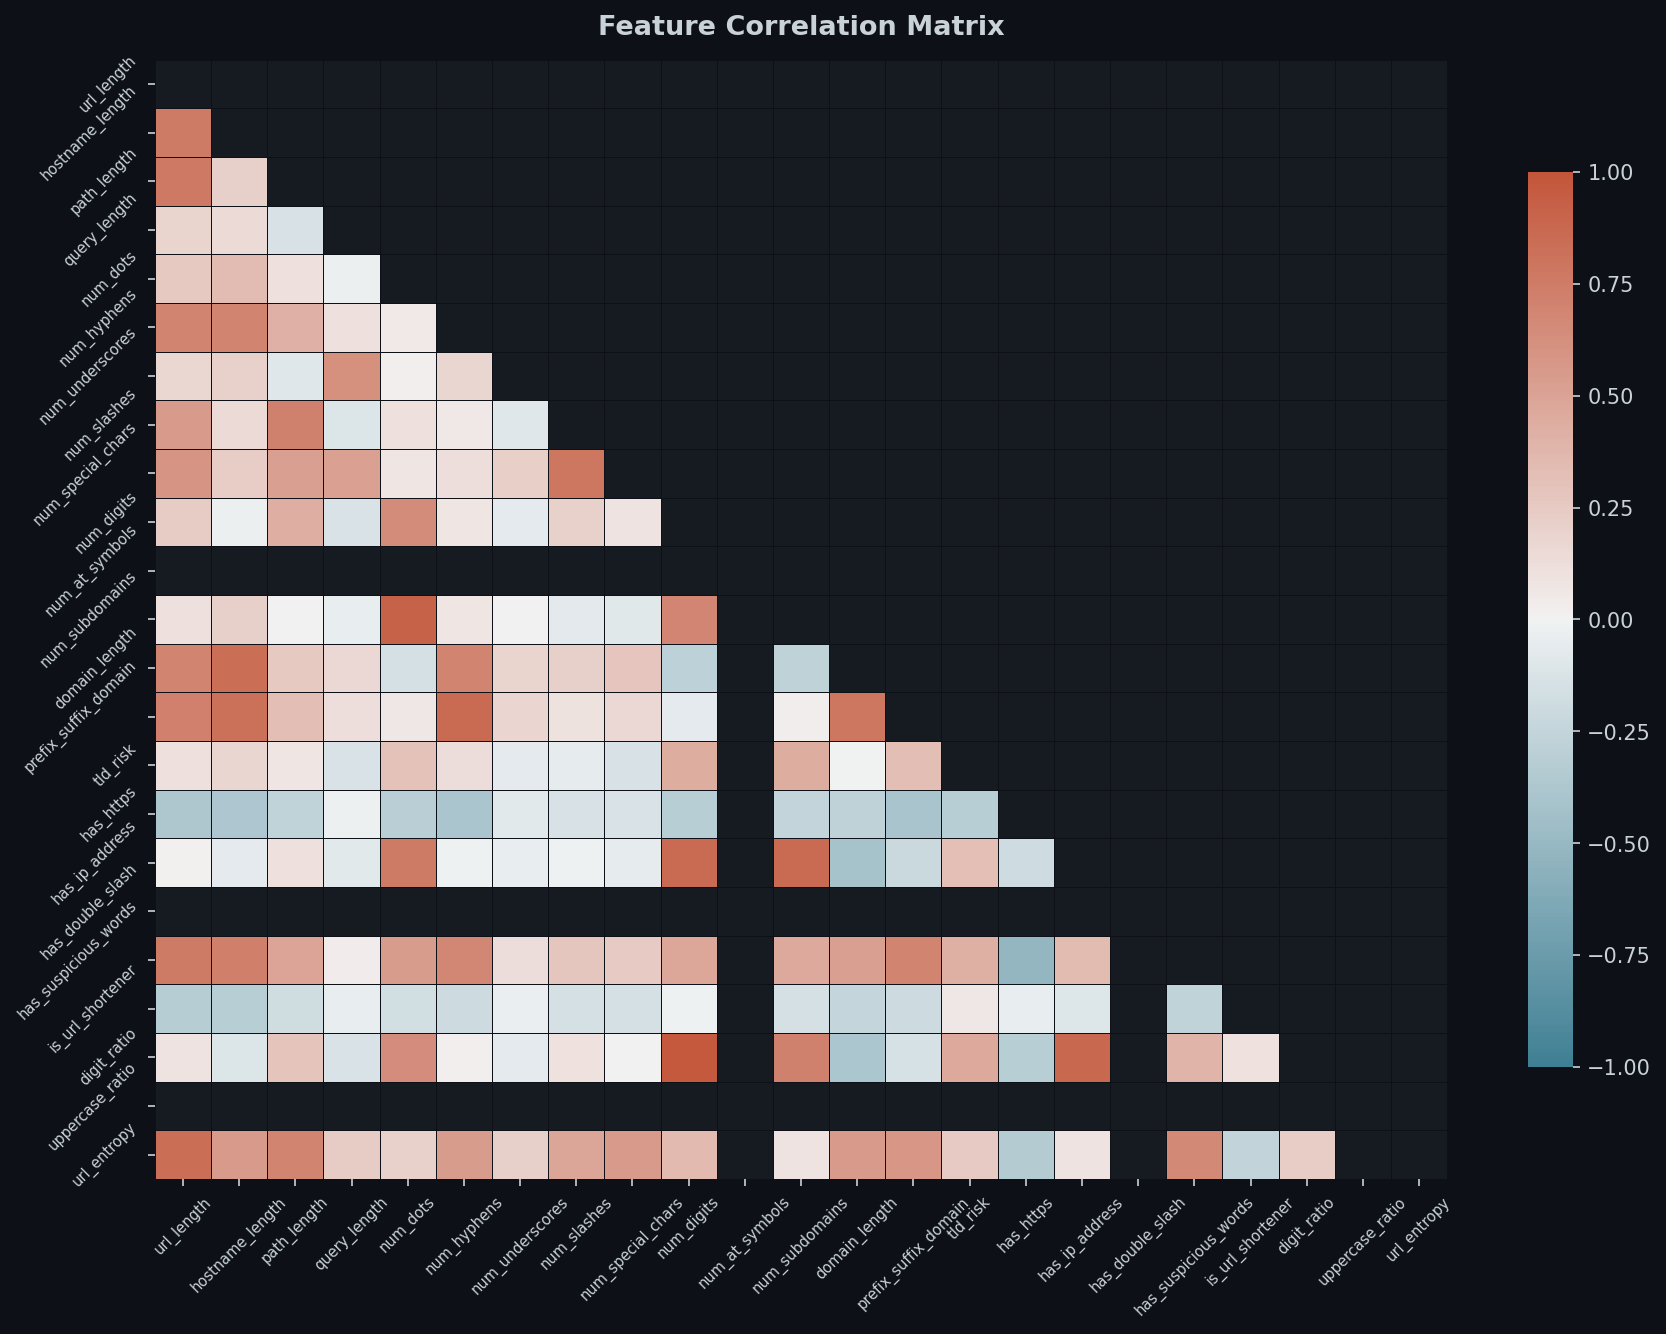 Feature Correlation Matrix
url_length
hostname_length
path_length
query_length
num_dots
num_hyphens
num_underscores
num_slashes
num_special_chars
num_digits
num_at_symbols
num_subdomains
domain_length
prefix_suffix_domain
tld_risk
has_https
has_ip_address
has_double_slash
has_suspicious_words
is_url_shortener
digit_ratio
uppercase_ratio
url_entropy
url_length
hostname_length
path_length
query_length
num_dots
num_hyphens
num_underscores
num_slashes
num_special_chars
num_digits
num_at_symbols
num_subdomains
domain_length
prefix_suffix_domain
tld_risk
has_https
has_ip_address
has_double_slash
has_suspicious_words
is_url_shortener
digit_ratio
uppercase_ratio
url_entropy
1.00
0.75
0.50
0.25
0.00
−0.25
−0.50
−0.75
−1.00